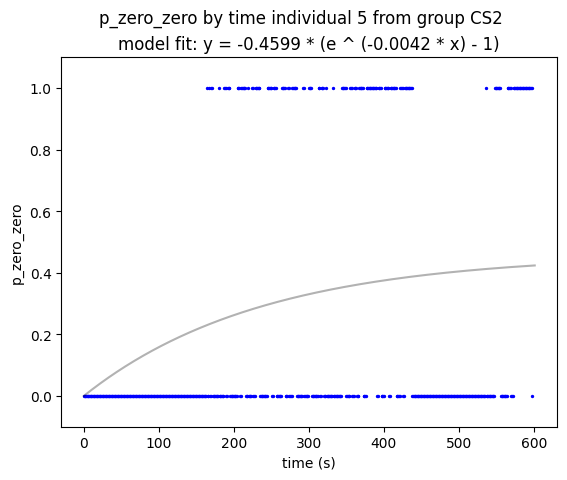 p_zero_zero by time individual 5 from group CS2
model fit: y = -0.4599 * (e ^ (-0.0042 * x) - 1)
1.0
0.8
0.6
0.4
0.2
0.0
p_zero_zero
0 100 200 300 400 500 600
time (s)